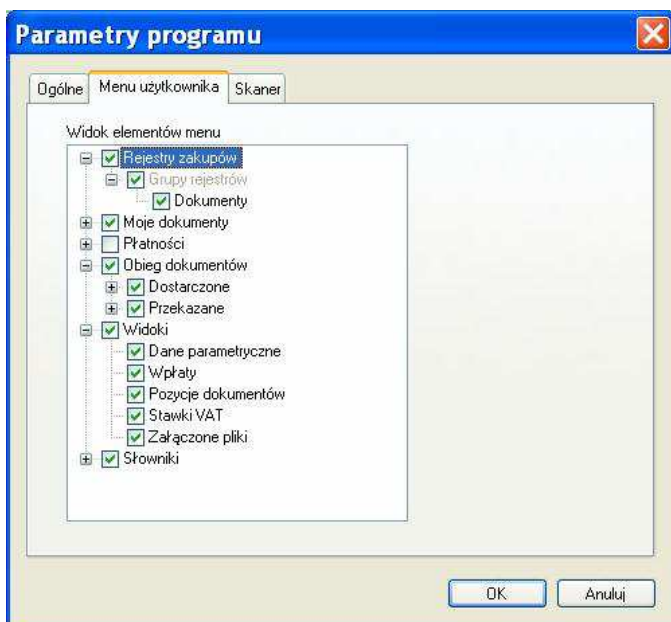 Parametry programu
Ogólne Menu użytkownika Skaner
Widok elementów menu
Rejestry zakupów
Grupy rejestrów
Dokumenty
Moje dokumenty
Płatności
Obieg dokumentów
Dostarczone
Przekazane
Widoki
Dane parametryczne
Wpłaty
Pozycje dokumentów
Stawki VAT
Załączone pliki
Słowniki
OK Anuluj